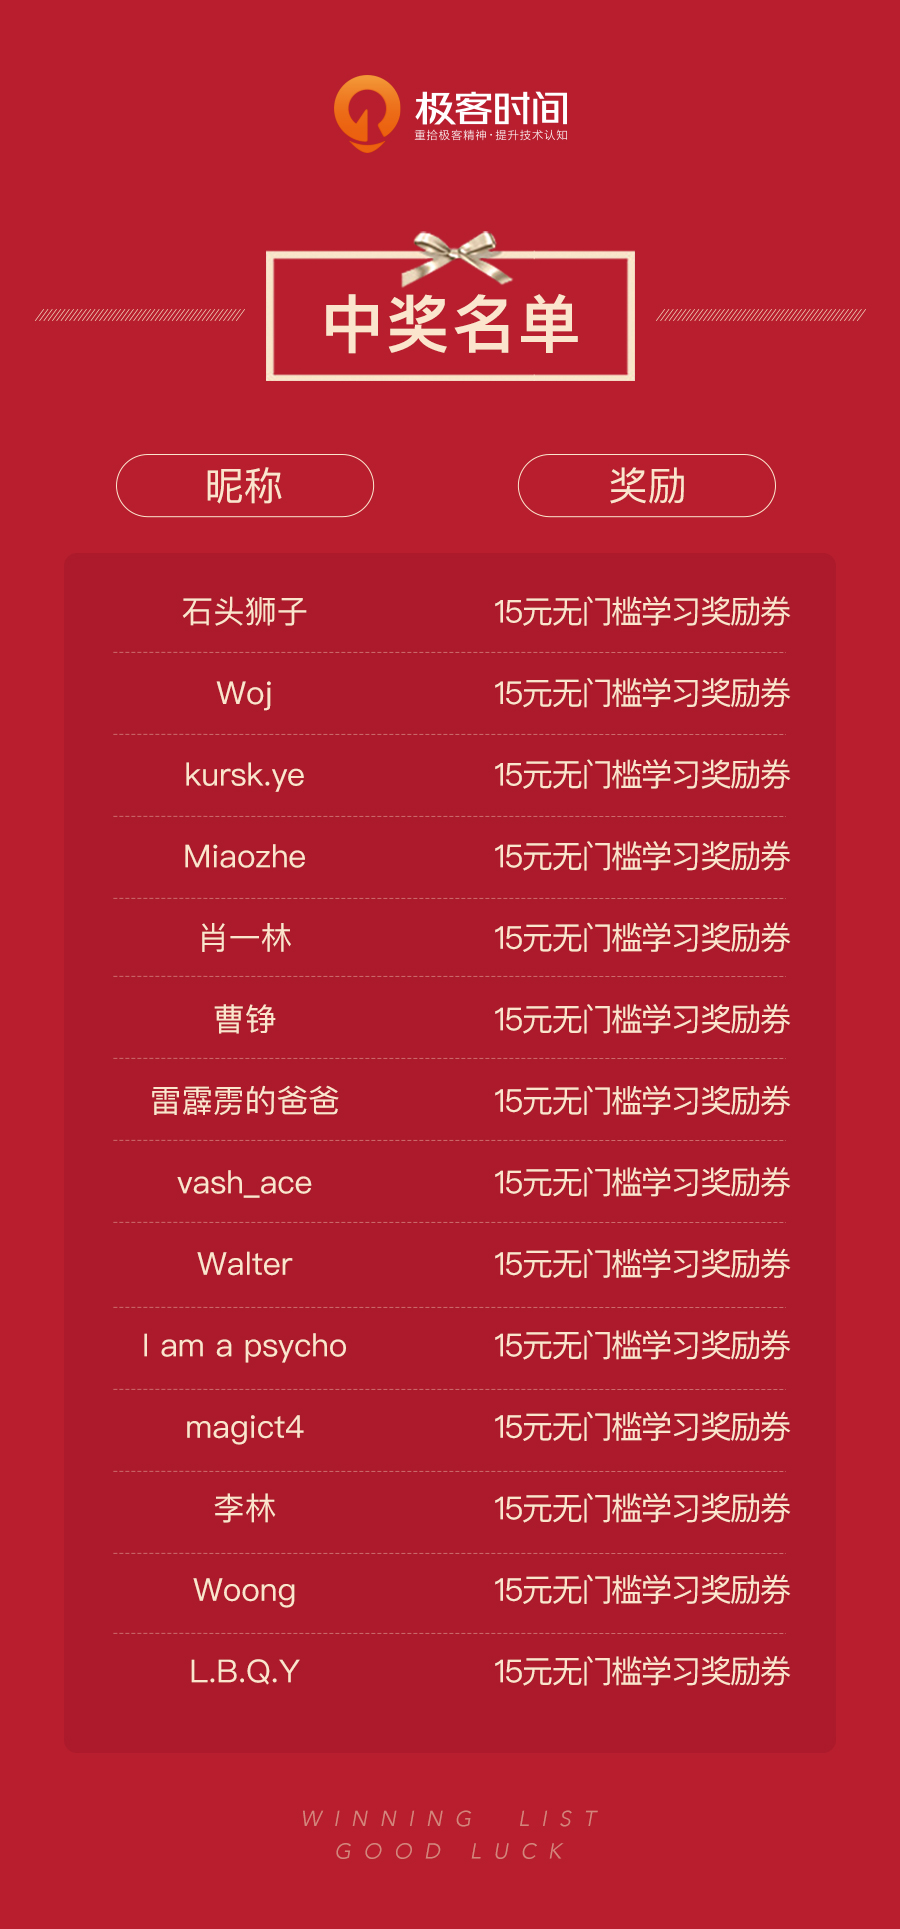 极客时间
重拾极客精神·提升技术认知
中奖名单
昵称 奖励
石头狮子 15元无门槛学习奖励券
Woj 15元无门槛学习奖励券
kursk.ye 15元无门槛学习奖励券
Miaozhe 15元无门槛学习奖励券
肖一林 15元无门槛学习奖励券
曹铮 15元无门槛学习奖励券
雷霹雳的爸爸 15元无门槛学习奖励券
vash_ace 15元无门槛学习奖励券
Walter 15元无门槛学习奖励券
I am a psycho 15元无门槛学习奖励券
magict4 15元无门槛学习奖励券
李林 15元无门槛学习奖励券
Woong 15元无门槛学习奖励券
L.B.Q.Y 15元无门槛学习奖励券
WINNING LIST
GOOD LUCK